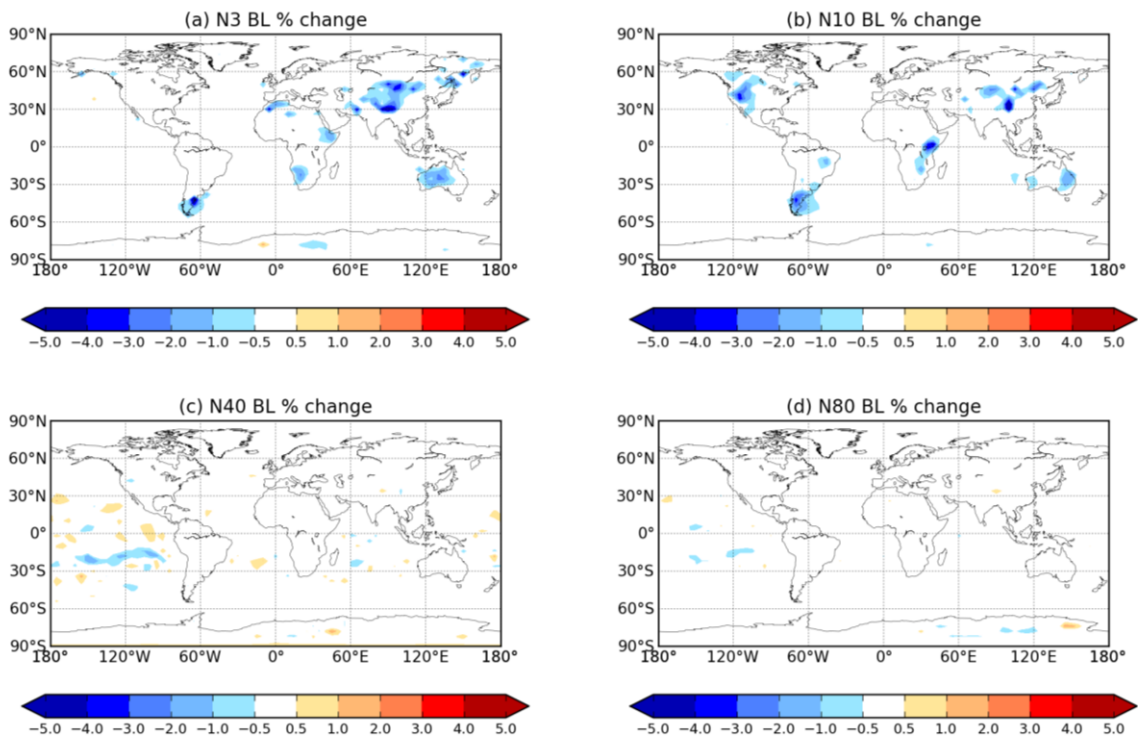 (a) N3 BL % change
(b) N10 BL % change
90°N
60°N
30°N
0°
30°S
60°S
90°S
180° 120°W 60°W 0° 60°E 120°E 180°
90°N
60°N
30°N
0°
30°S
60°S
90°S
180° 120°W 60°W 0° 60°E 120°E 180°
−5.0 −4.0 −3.0 −2.0 −1.0 −0.5 0.5 1.0 2.0 3.0 4.0 5.0
−5.0 −4.0 −3.0 −2.0 −1.0 −0.5 0.5 1.0 2.0 3.0 4.0 5.0
(c) N40 BL % change
(d) N80 BL % change
90°N
60°N
30°N
0°
30°S
60°S
90°S
180° 120°W 60°W 0° 60°E 120°E 180°
90°N
60°N
30°N
0°
30°S
60°S
90°S
180° 120°W 60°W 0° 60°E 120°E 180°
−5.0 −4.0 −3.0 −2.0 −1.0 −0.5 0.5 1.0 2.0 3.0 4.0 5.0
−5.0 −4.0 −3.0 −2.0 −1.0 −0.5 0.5 1.0 2.0 3.0 4.0 5.0